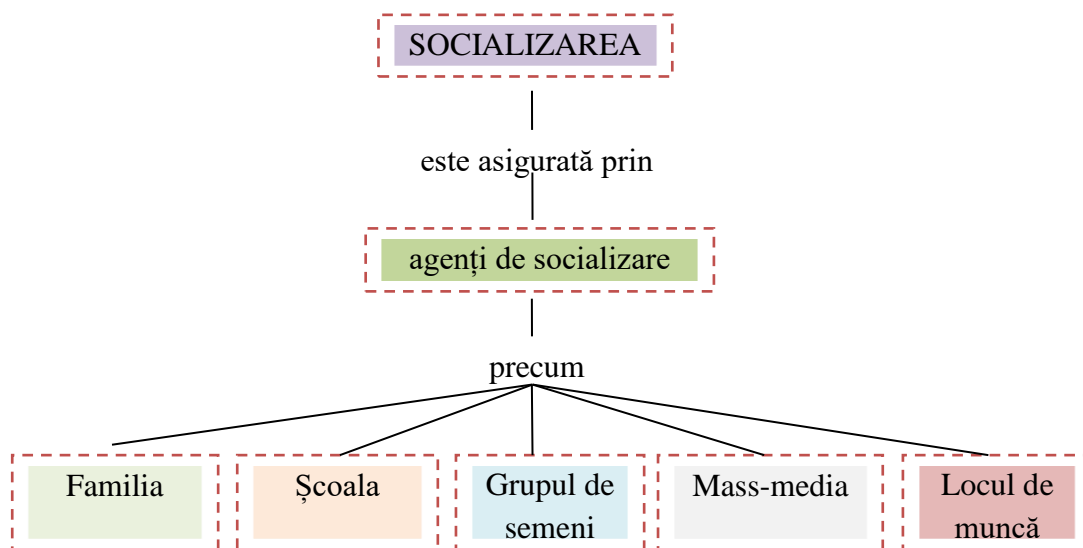 SOCIALIZAREA
este asigurată prin
agenți de socializare
precum
Familia
Școala
Grupul de
semeni
Mass-media
Locul de
muncă